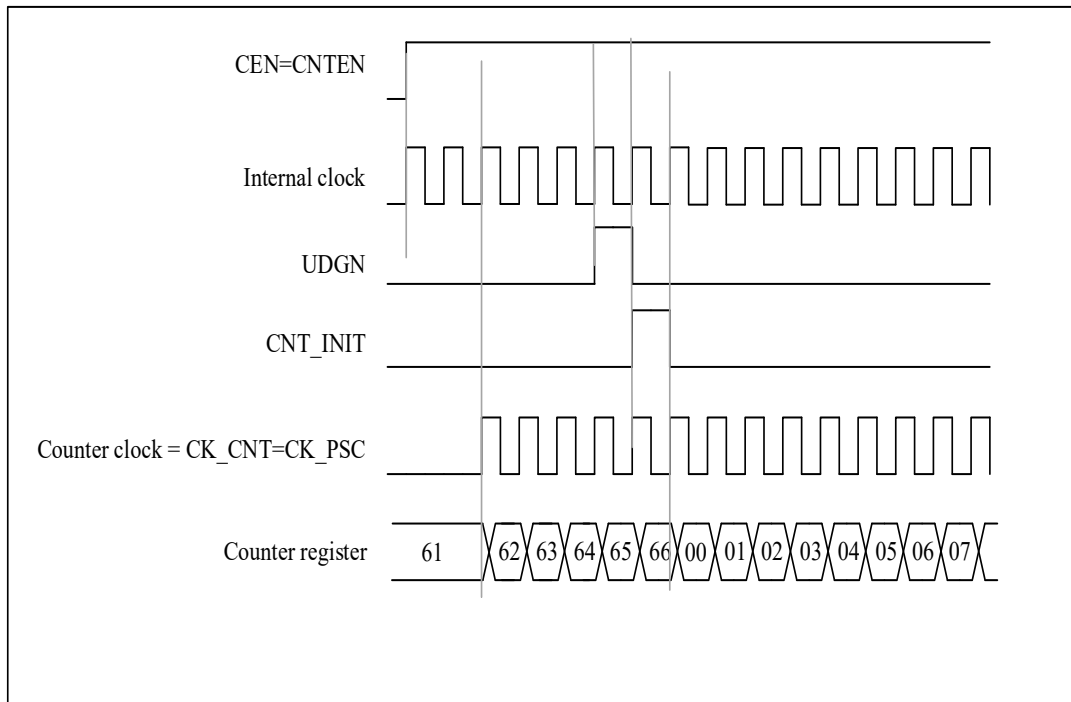 CEN=CNTEN
Internal clock
UDGN
CNT_INIT
Counter clock = CK_CNT=CK_PSC
Counter register 61 62 63 64 65 66 00 01 02 03 04 05 06 07